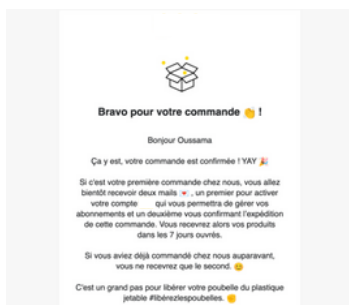 Bravo pour votre commande 👏 !
Bonjour Oussama
Ça y est, votre commande est confirmée ! YAY 🎉
Si c'est votre première commande chez nous, vous allez
bientôt recevoir deux mails 💌 , un premier pour activer
votre compte qui vous permettra de gérer vos
abonnements et un deuxième vous confirmant l'expédition
de cette commande. Vous recevrez alors vos produits
dans les 7 jours ouvrés.
Si vous aviez déjà commandé chez nous auparavant,
vous ne recevrez que le second. 😊
C'est un grand pas pour libérer votre poubelle du plastique
jetable #libérezlespoubelles. ✊